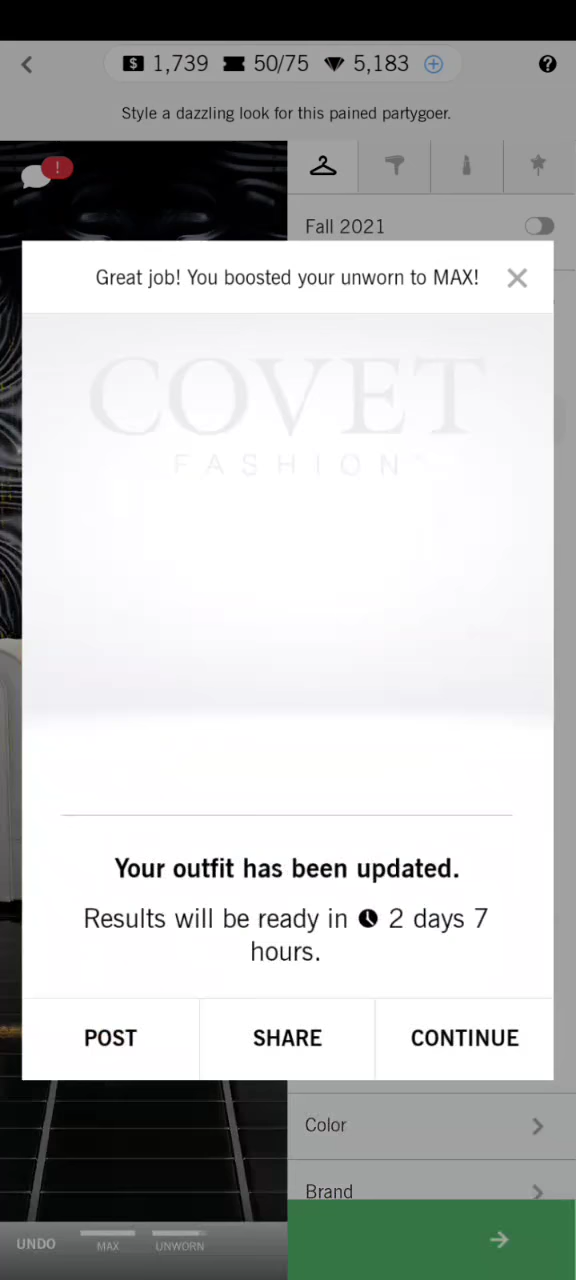 1,739 50/75 5,183
Style a dazzling look for this pained partygoer.
!
Fall 2021
Great job! You boosted your unworn to MAX!
COVET
FASHION
Your outfit has been updated.
Results will be ready in 2 days 7
hours.
POST SHARE CONTINUE
Color
Brand
UNDO MAX UNWORN